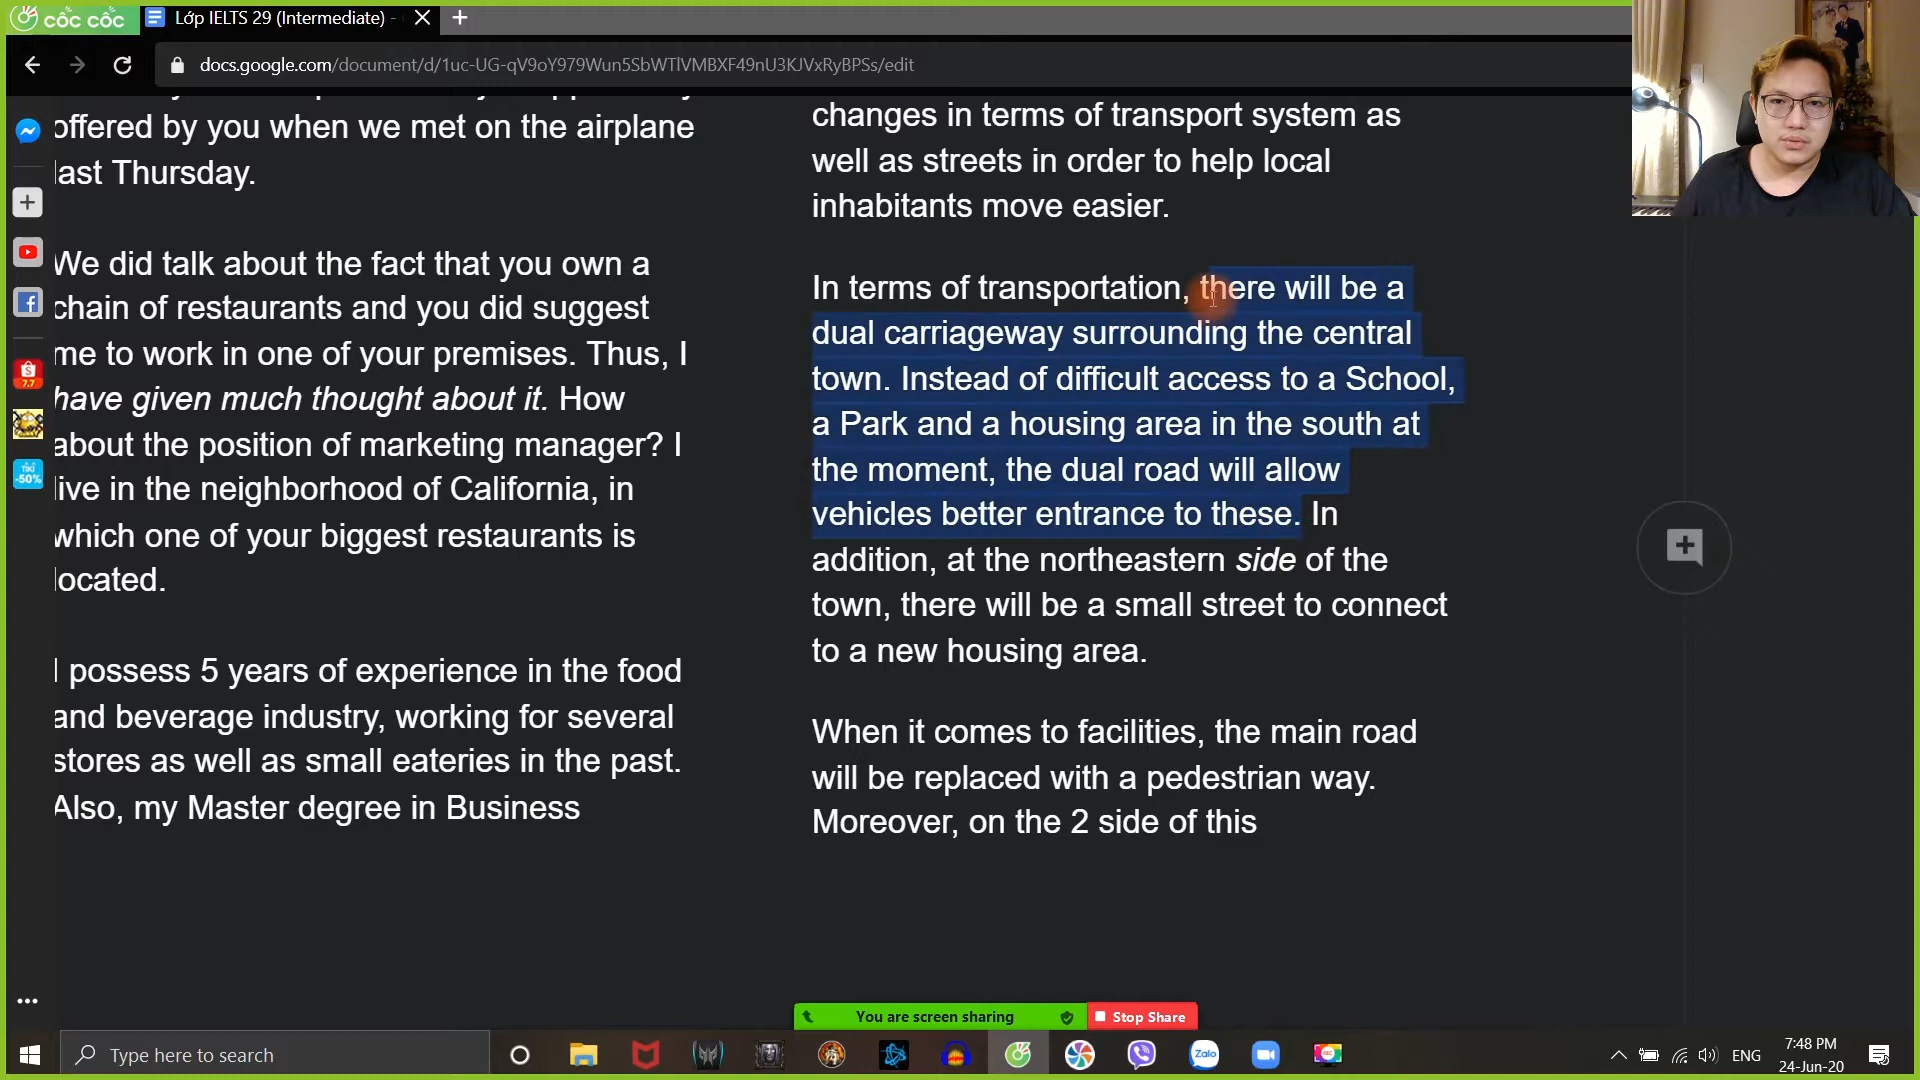 cốc cốc
Lớp IELTS 29 (Intermediate) -
docs.google.com/document/d/1uc-UG-qV9oY979Wun5SbWTlVMBXF49nU3KJVxRyBPSs/edit
offered by you when we met on the airplane
last Thursday.
We did talk about the fact that you own a
chain of restaurants and you did suggest
me to work in one of your premises. Thus, I
have given much thought about it. How
about the position of marketing manager? I
live in the neighborhood of California, in
which one of your biggest restaurants is
located.
I possess 5 years of experience in the food
and beverage industry, working for several
stores as well as small eateries in the past.
Also, my Master degree in Business
changes in terms of transport system as
well as streets in order to help local
inhabitants move easier.
In terms of transportation, there will be a
dual carriageway surrounding the central
town. Instead of difficult access to a School,
a Park and a housing area in the south at
the moment, the dual road will allow
vehicles better entrance to these. In
addition, at the northeastern side of the
town, there will be a small street to connect
to a new housing area.
When it comes to facilities, the main road
will be replaced with a pedestrian way.
Moreover, on the 2 side of this
7.7
TIKI
-50%
You are screen sharing
Stop Share
Type here to search
Zalo
ENG
7:48 PM
24-Jun-20